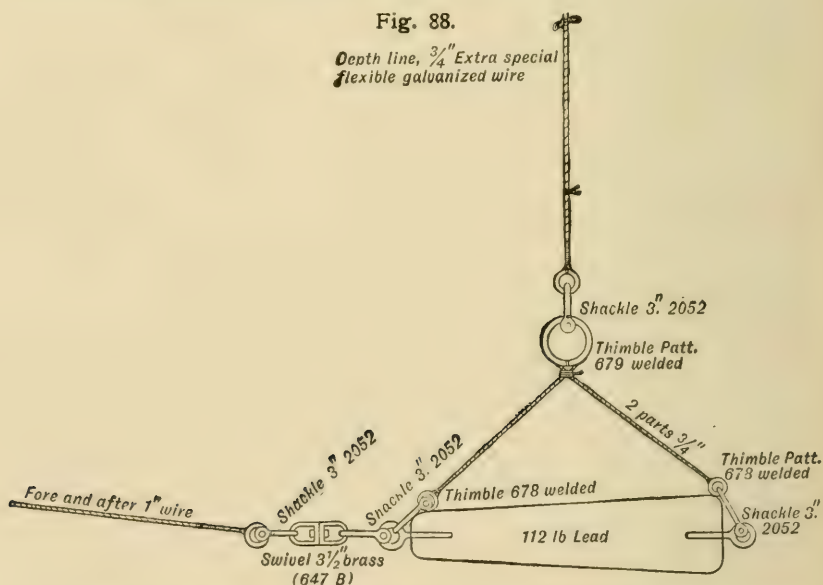 Fig. 88.
Depth line, 3/4" Extra special
flexible galvanized wire
Shackle 3." 2052
Thimble Patt.
679 welded
2 parts 3/4"
Thimble Patt.
678 welded
Shackle 3."
2052
Thimble 678 welded
Shackle 3." 2052
Shackle 3" 2052
Fore and after 1" wire
112 lb Lead
Swivel 3 1/2" brass
(647 B)